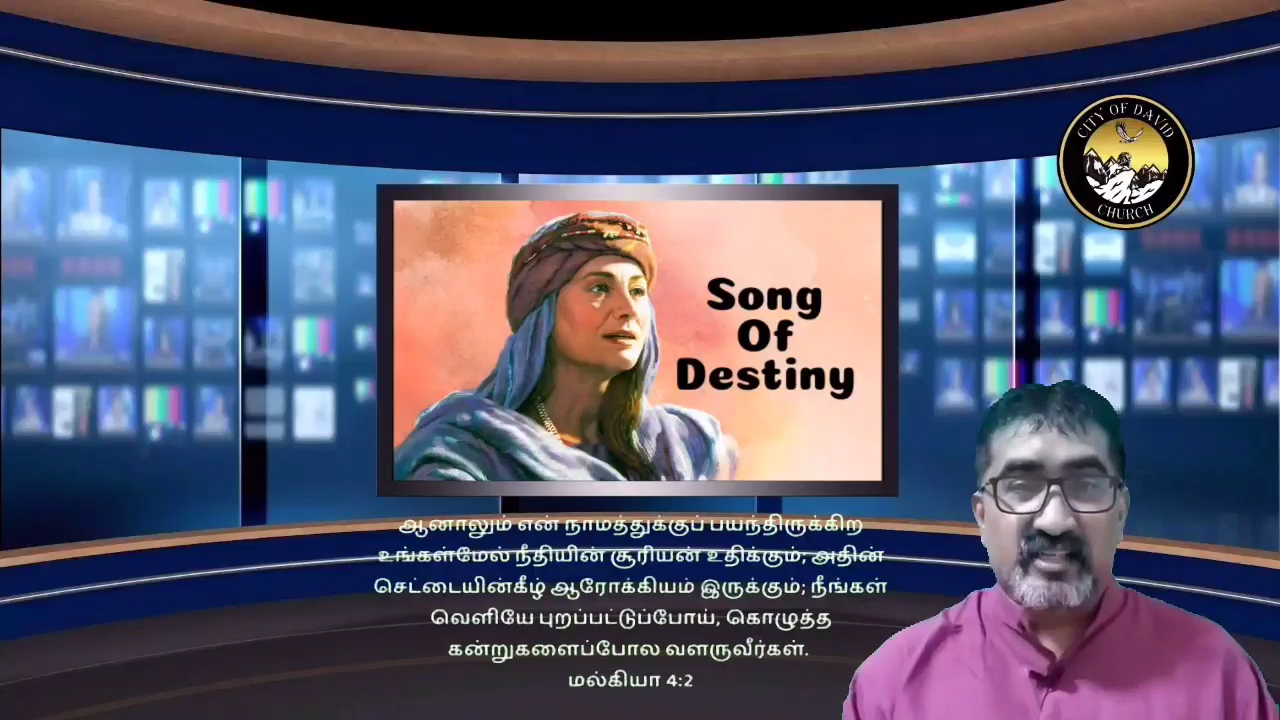 CITY OF DAVID
CHURCH
Song
Of
Destiny
ஆனாலும் என் நாமத்துக்குப் பயந்திருக்கிற
உங்கள்மேல் நீதியின் சூரியன் உதிக்கும்; அதின்
செட்டையின்கீழ் ஆரோக்கியம் இருக்கும்; நீங்கள்
வெளியே புறப்பட்டுப்போய், கொழுத்த
கன்றுகளைப்போல வளருவீர்கள்.
மல்கியா 4:2